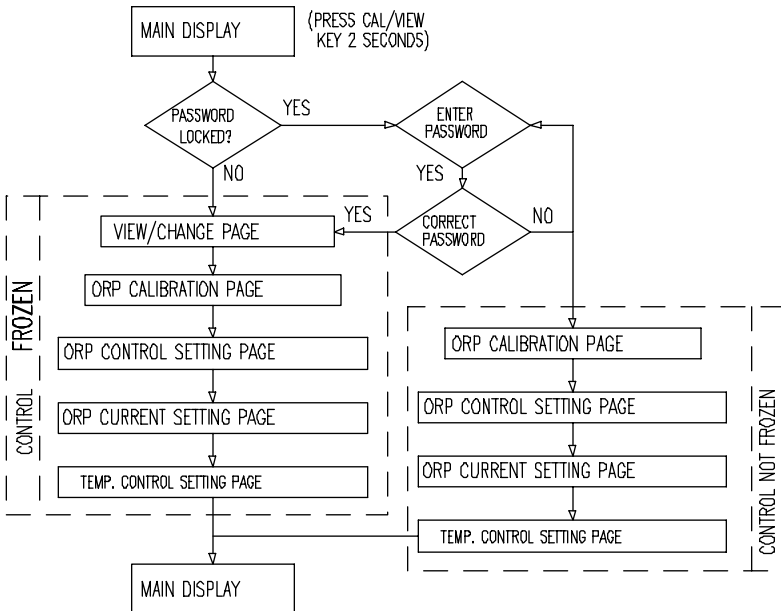 MAIN DISPLAY
(PRESS CAL/VIEW
KEY 2 SECONDS)
PASSWORD
LOCKED?
YES
ENTER
PASSWORD
NO
YES
YES
CORRECT
PASSWORD
NO
VIEW/CHANGE PAGE
ORP CALIBRATION PAGE
ORP CONTROL SETTING PAGE
ORP CURRENT SETTING PAGE
TEMP. CONTROL SETTING PAGE
CONTROL
FROZEN
ORP CALIBRATION PAGE
ORP CONTROL SETTING PAGE
ORP CURRENT SETTING PAGE
TEMP. CONTROL SETTING PAGE
CONTROL NOT FROZEN
MAIN DISPLAY